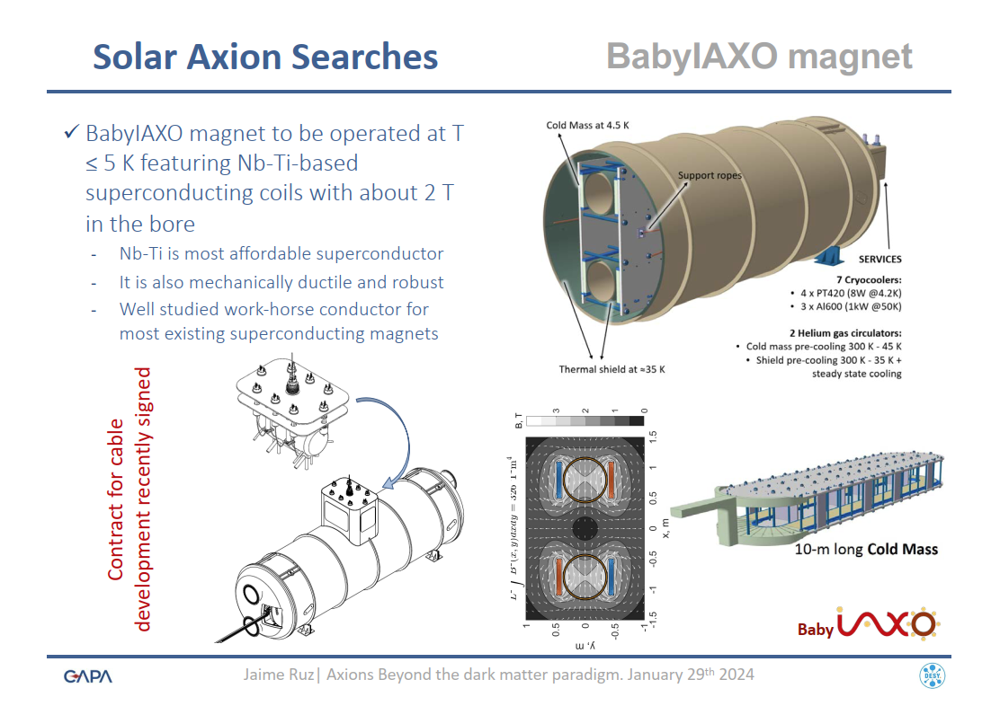 Solar Axion Searches
BabyIAXO magnet
✓ BabyIAXO magnet to be operated at T
≤ 5 K featuring Nb-Ti-based
superconducting coils with about 2 T
in the bore
- Nb-Ti is most affordable superconductor
- It is also mechanically ductile and robust
- Well studied work-horse conductor for
most existing superconducting magnets
Contract for cable
development recently signed
Cold Mass at 4.5 K
Support ropes
SERVICES
7 Cryocoolers:
• 4 x PT420 (8W @4.2K)
• 3 x Al600 (1kW @50K)
2 Helium gas circulators:
• Cold mass pre-cooling 300 K - 45 K
• Shield pre-cooling 300 K - 35 K +
steady state cooling
Thermal shield at ≈35 K
B, T
3
2
1
0
1.5
1
0.5
0
-0.5
-1
-1.5
x, m
1
0.5
0
-0.5
-1
y, m
10-m long Cold Mass
Baby iAXO
GAPA
Jaime Ruz| Axions Beyond the dark matter paradigm. January 29th 2024
DESY.